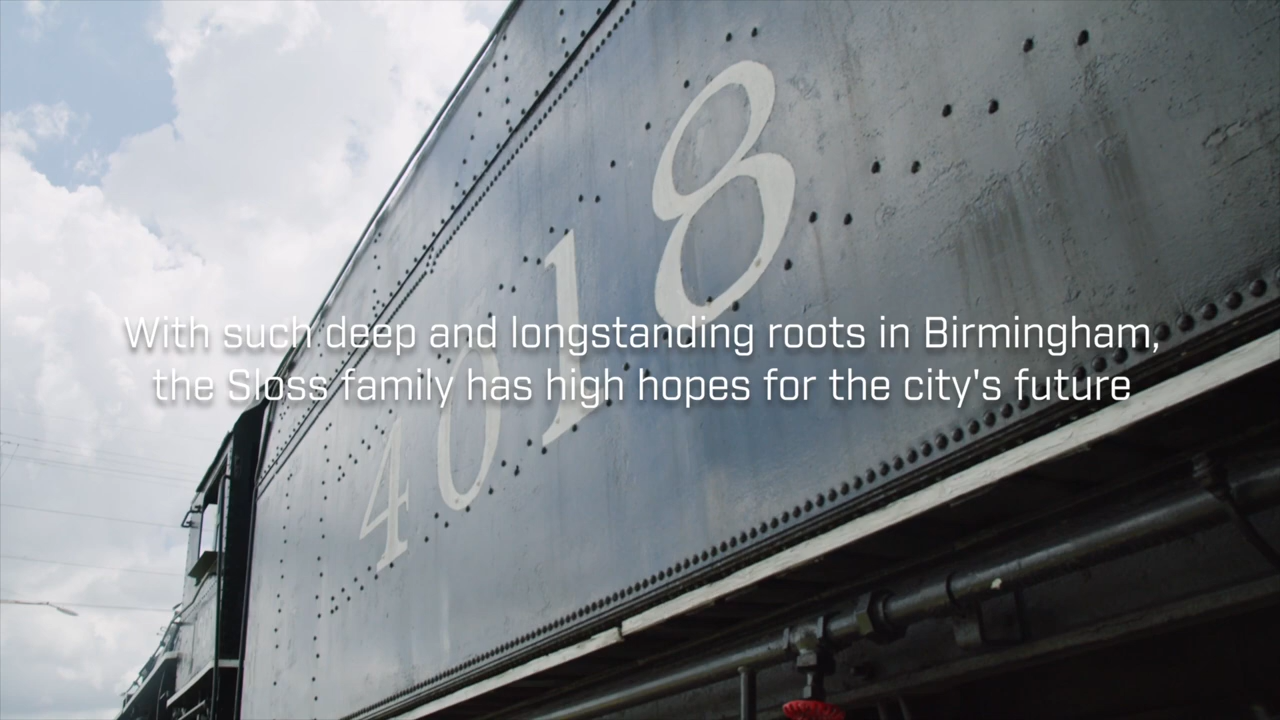 4018
With such deep and longstanding roots in Birmingham,
the Sloss family has high hopes for the city's future